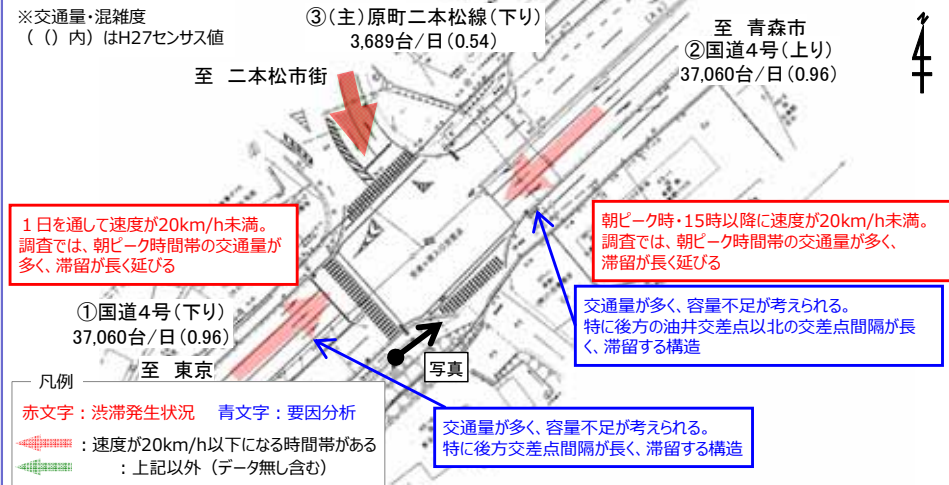 ※交通量・混雑度
（（）内）はH27センサス値
③(主)原町二本松線(下り)
3,689台/日(0.54)
至 二本松市街
至 青森市
②国道４号(上り)
37,060台/日(0.96)
１日を通して速度が20km/h未満。
調査では、朝ピーク時間帯の交通量が
多く、滞留が長く延びる
朝ピーク時・15時以降に速度が20km/h未満。
調査では、朝ピーク時間帯の交通量が多く、
滞留が長く延びる
①国道４号(下り)
37,060台/日(0.96)
至 東京
交通量が多く、容量不足が考えられる。
特に後方の油井交差点以北の交差点間隔が長
く、滞留する構造
写真
交通量が多く、容量不足が考えられる。
特に後方交差点間隔が長く、滞留する構造
凡例
赤文字：渋滞発生状況　青文字：要因分析
：速度が20km/h以下になる時間帯がある
：上記以外（データ無し含む）